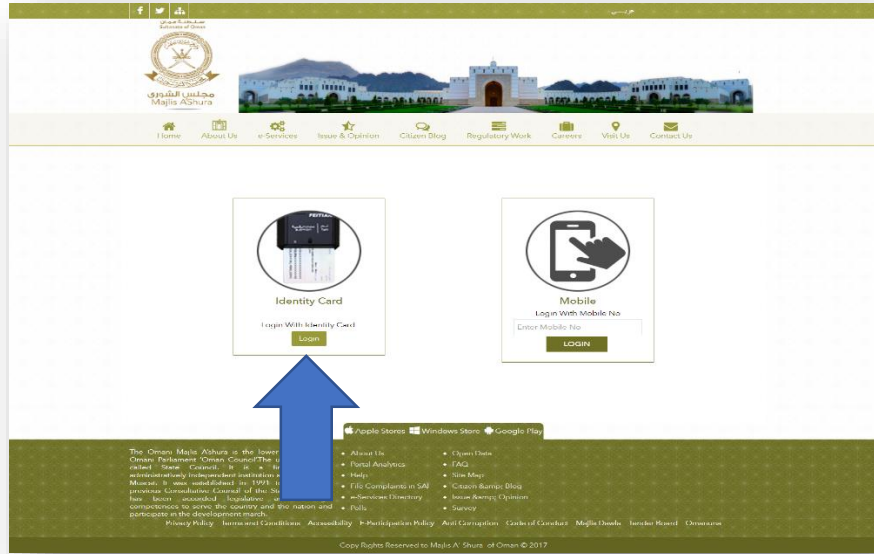 عربي
سلطنة عمان
Sultanate of Oman
مجلس الشورى
Majlis A'Shura
Home
About Us
e-Services
Issue & Opinion
Citizen Blog
Regulatory Work
Careers
Visit Us
Contact Us
FEITIAN
Identity Card
Login With Identity Card
Login
Mobile
Login With Mobile No
Enter Mobile No
LOGIN
Apple Stores Windows Store Google Play
The Omani Majlis A'shura is the lower
Omani Parliament 'Oman Council'The u
called State Council. It is a
administratively independent institution
Muscat. It was established in 1991 t
previous Consultative Council of the St
has been accorded legislative a
competences to serve the country and the nation and
participate in the development march.
• About Us
• Portal Analytics
• Help
• File Complaints in SAI
• e-Services Directory
• Polls
• Open Data
• FAQ
• Site Map
• Citizen &amp; Blog
• Issue &amp; Opinion
• Survey
Privacy Policy Terms and Conditions Accessibility E-Participation Policy Anti Corruption Code of Conduct Majlis Dawla Tender Board Omanuna
Copy Rights Reserved to Majlis A' Shura of Oman © 2017